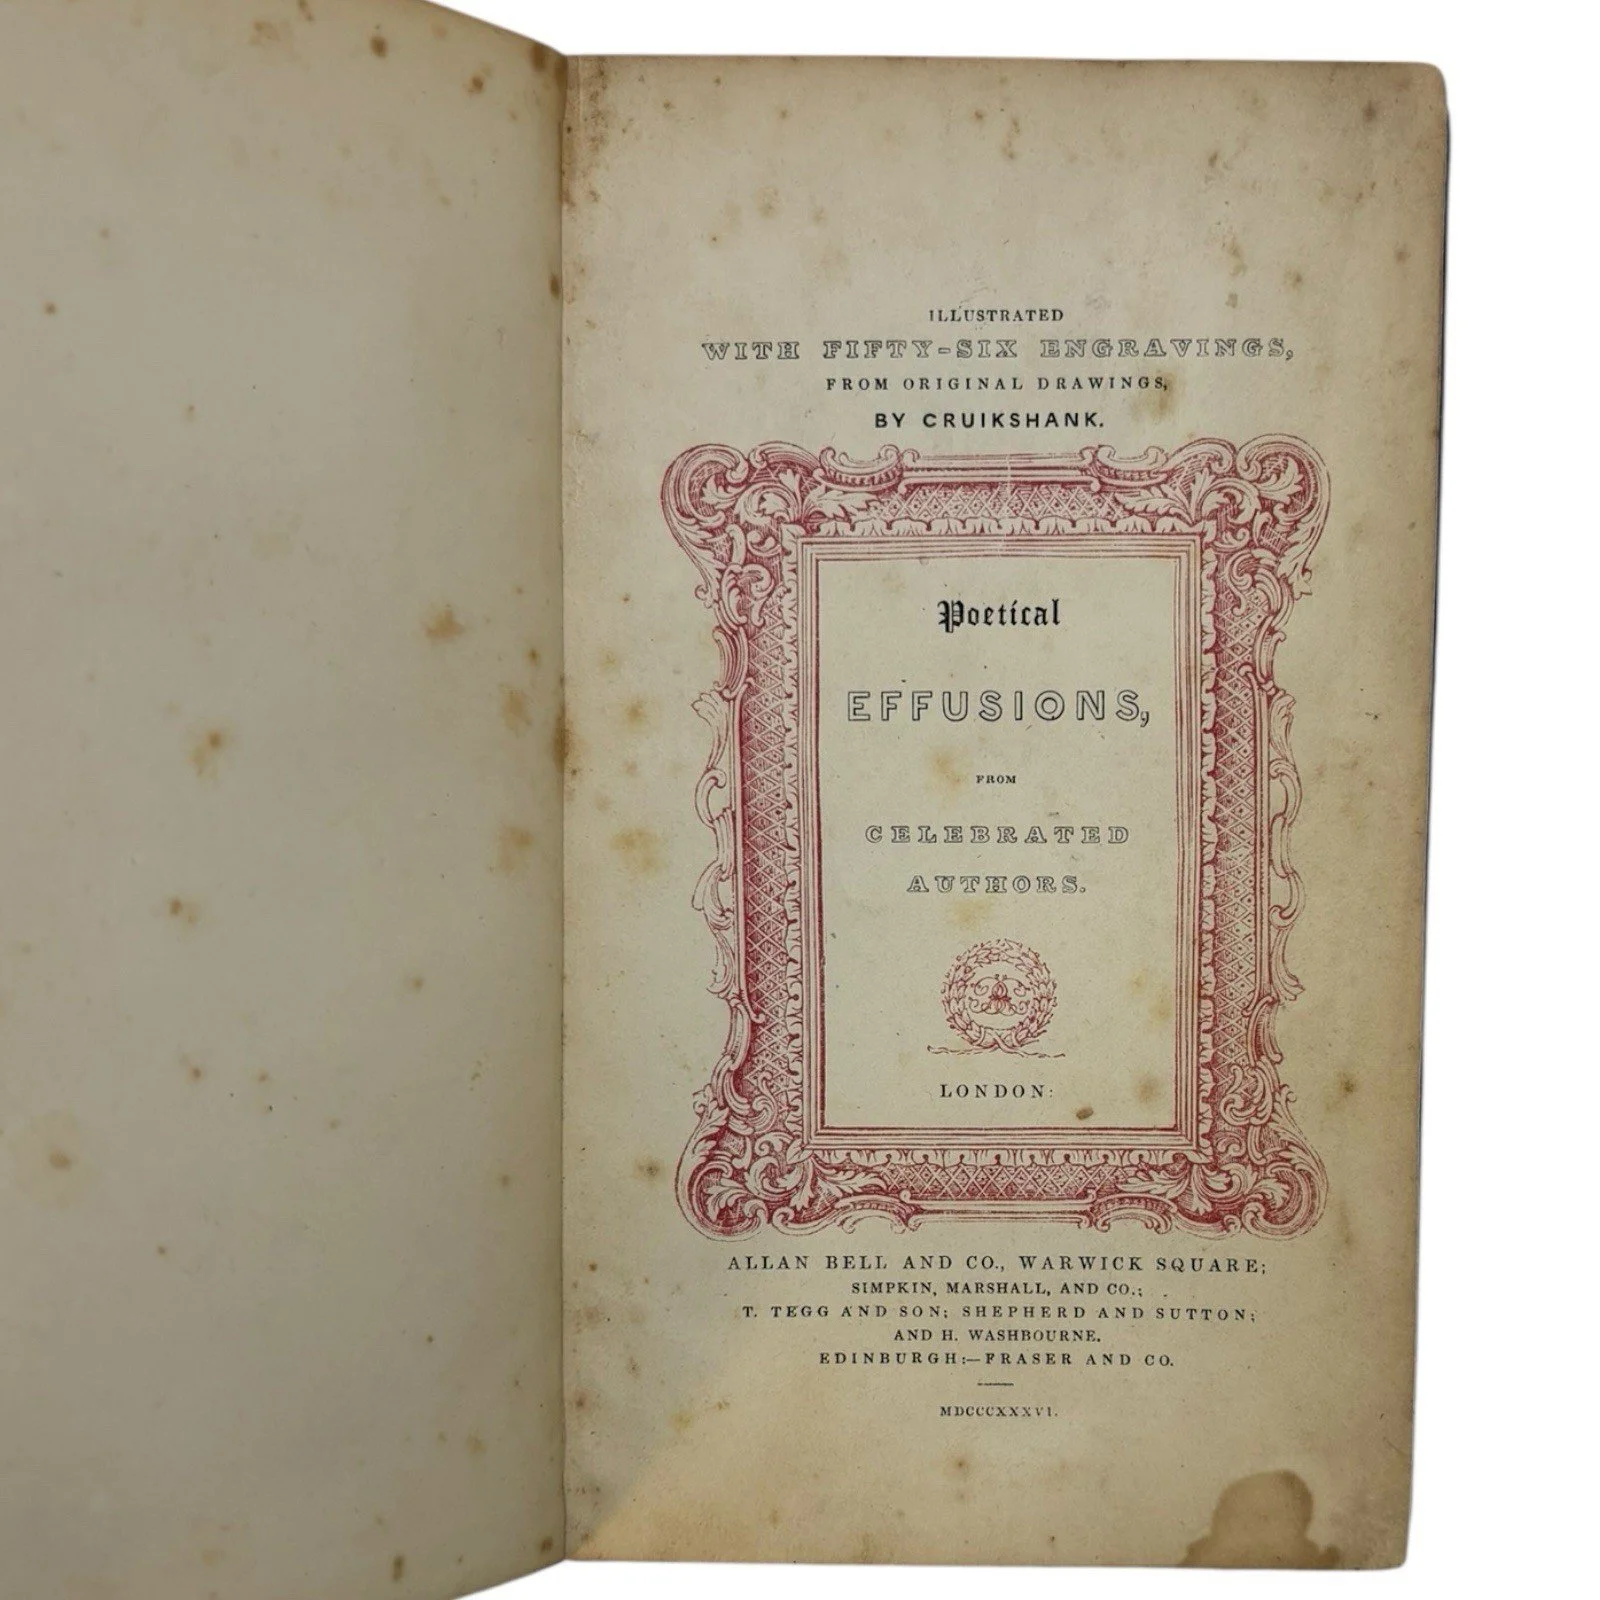 ILLUSTRATED
WITH FIFTY-SIX ENGRAVINGS,
FROM ORIGINAL DRAWINGS,
BY CRUIKSHANK.
Poetical
EFFUSIONS,
FROM
CELEBRATED
AUTHORS.
LONDON:
ALLAN BELL AND CO., WARWICK SQUARE;
SIMPKIN, MARSHALL, AND CO.;
T. TEGG AND SON; SHEPHERD AND SUTTON;
AND H. WASHBOURNE.
EDINBURGH:—FRASER AND CO.
MDCCCXXXVI.